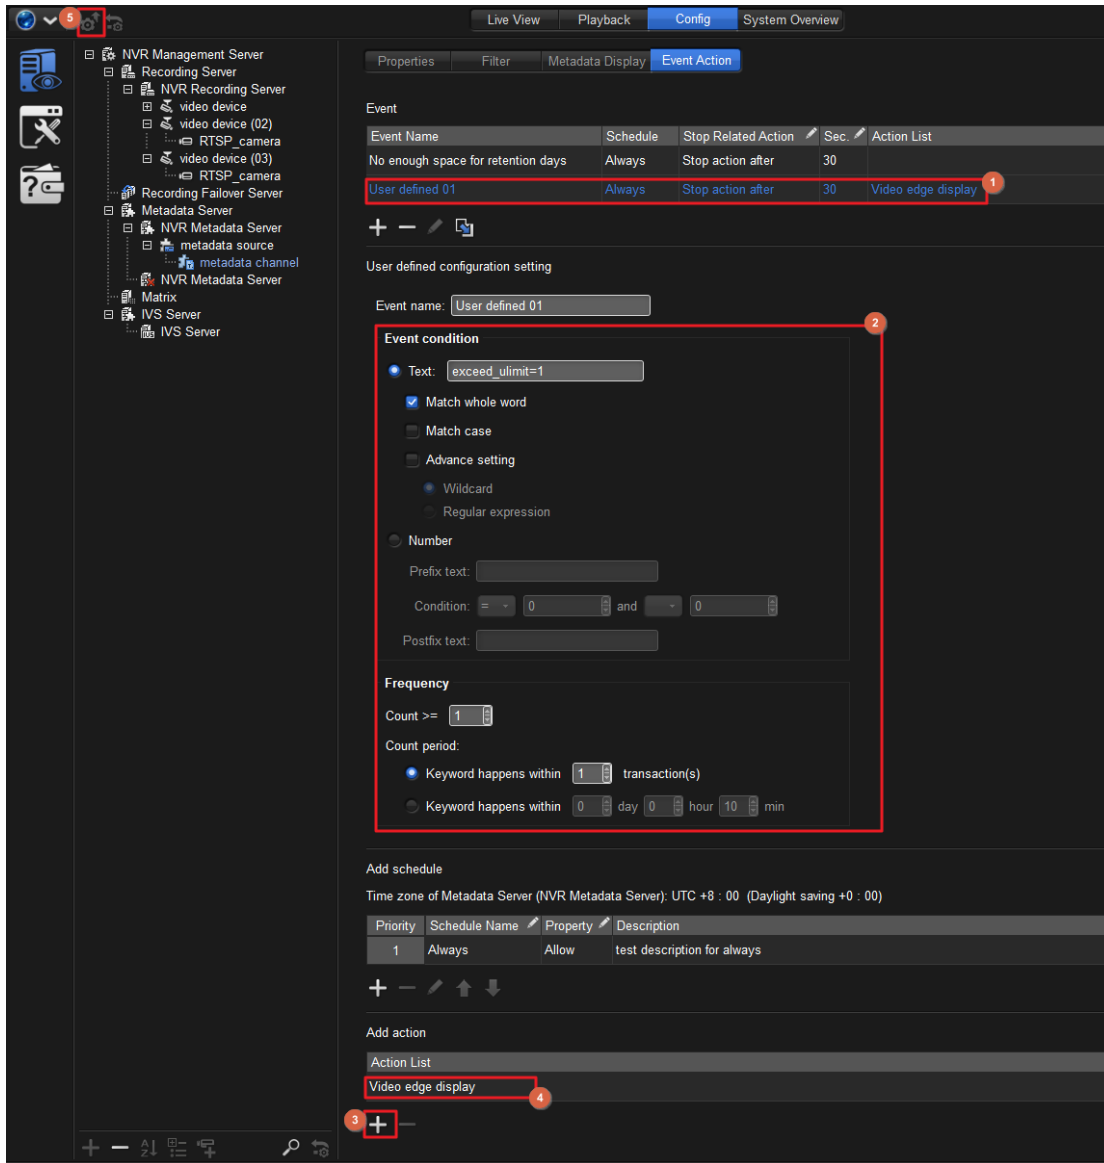 5
Live View Playback Config System Overview
NVR Management Server
Recording Server
NVR Recording Server
video device
video device (02)
RTSP_camera
video device (03)
RTSP_camera
Recording Failover Server
Metadata Server
NVR Metadata Server
metadata source
metadata channel
NVR Metadata Server
Matrix
IVS Server
IVS Server
Properties Filter Metadata Display Event Action
Event
Event Name Schedule Stop Related Action Sec. Action List
No enough space for retention days Always Stop action after 30
User defined 01 Always Stop action after 30 Video edge display 1
User defined configuration setting
Event name: User defined 01
2
Event condition
Text: exceed_ulimit=1
Match whole word
Match case
Advance setting
Wildcard
Regular expression
Number
Prefix text:
Condition: = 0 and 0
Postfix text:
Frequency
Count >= 1
Count period:
Keyword happens within 1 transaction(s)
Keyword happens within 0 day 0 hour 10 min
Add schedule
Time zone of Metadata Server (NVR Metadata Server): UTC +8 : 00 (Daylight saving +0 : 00)
Priority Schedule Name Property Description
1 Always Allow test description for always
Add action
Action List
Video edge display
4
3